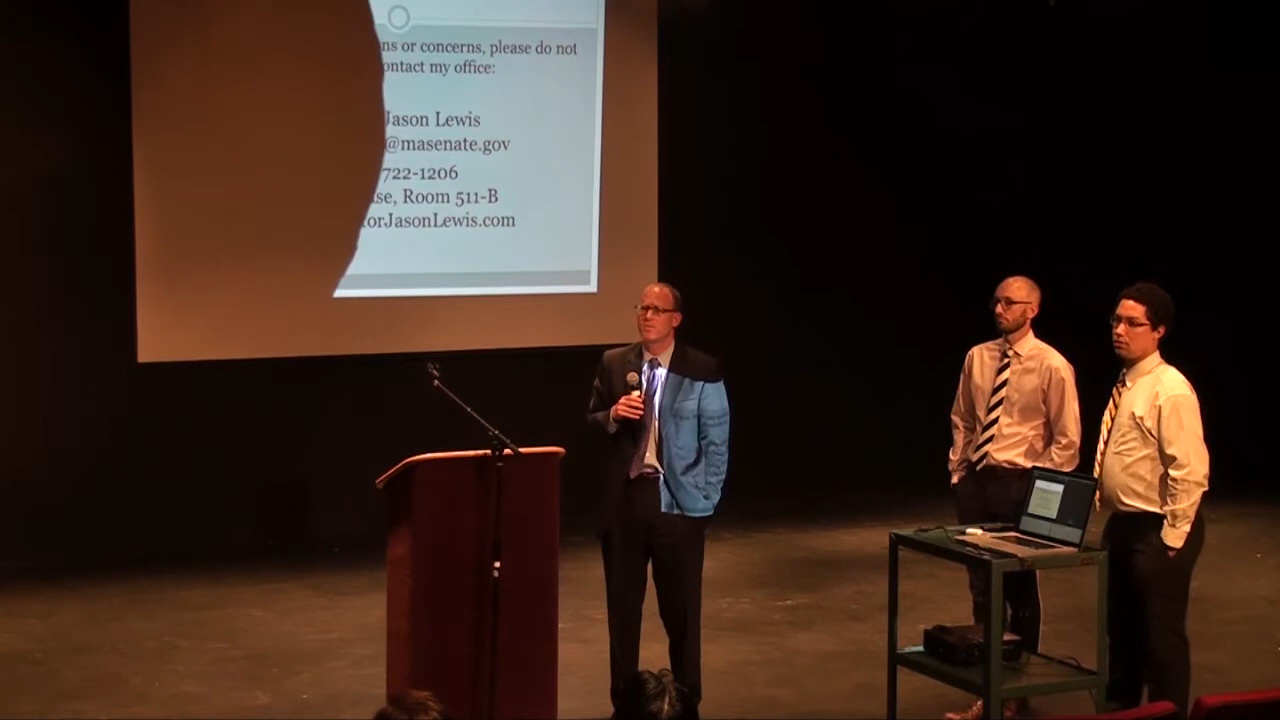 ns or concerns, please do not
ontact my office:
Jason Lewis
@masenate.gov
722-1206
se, Room 511-B
orJasonLewis.com